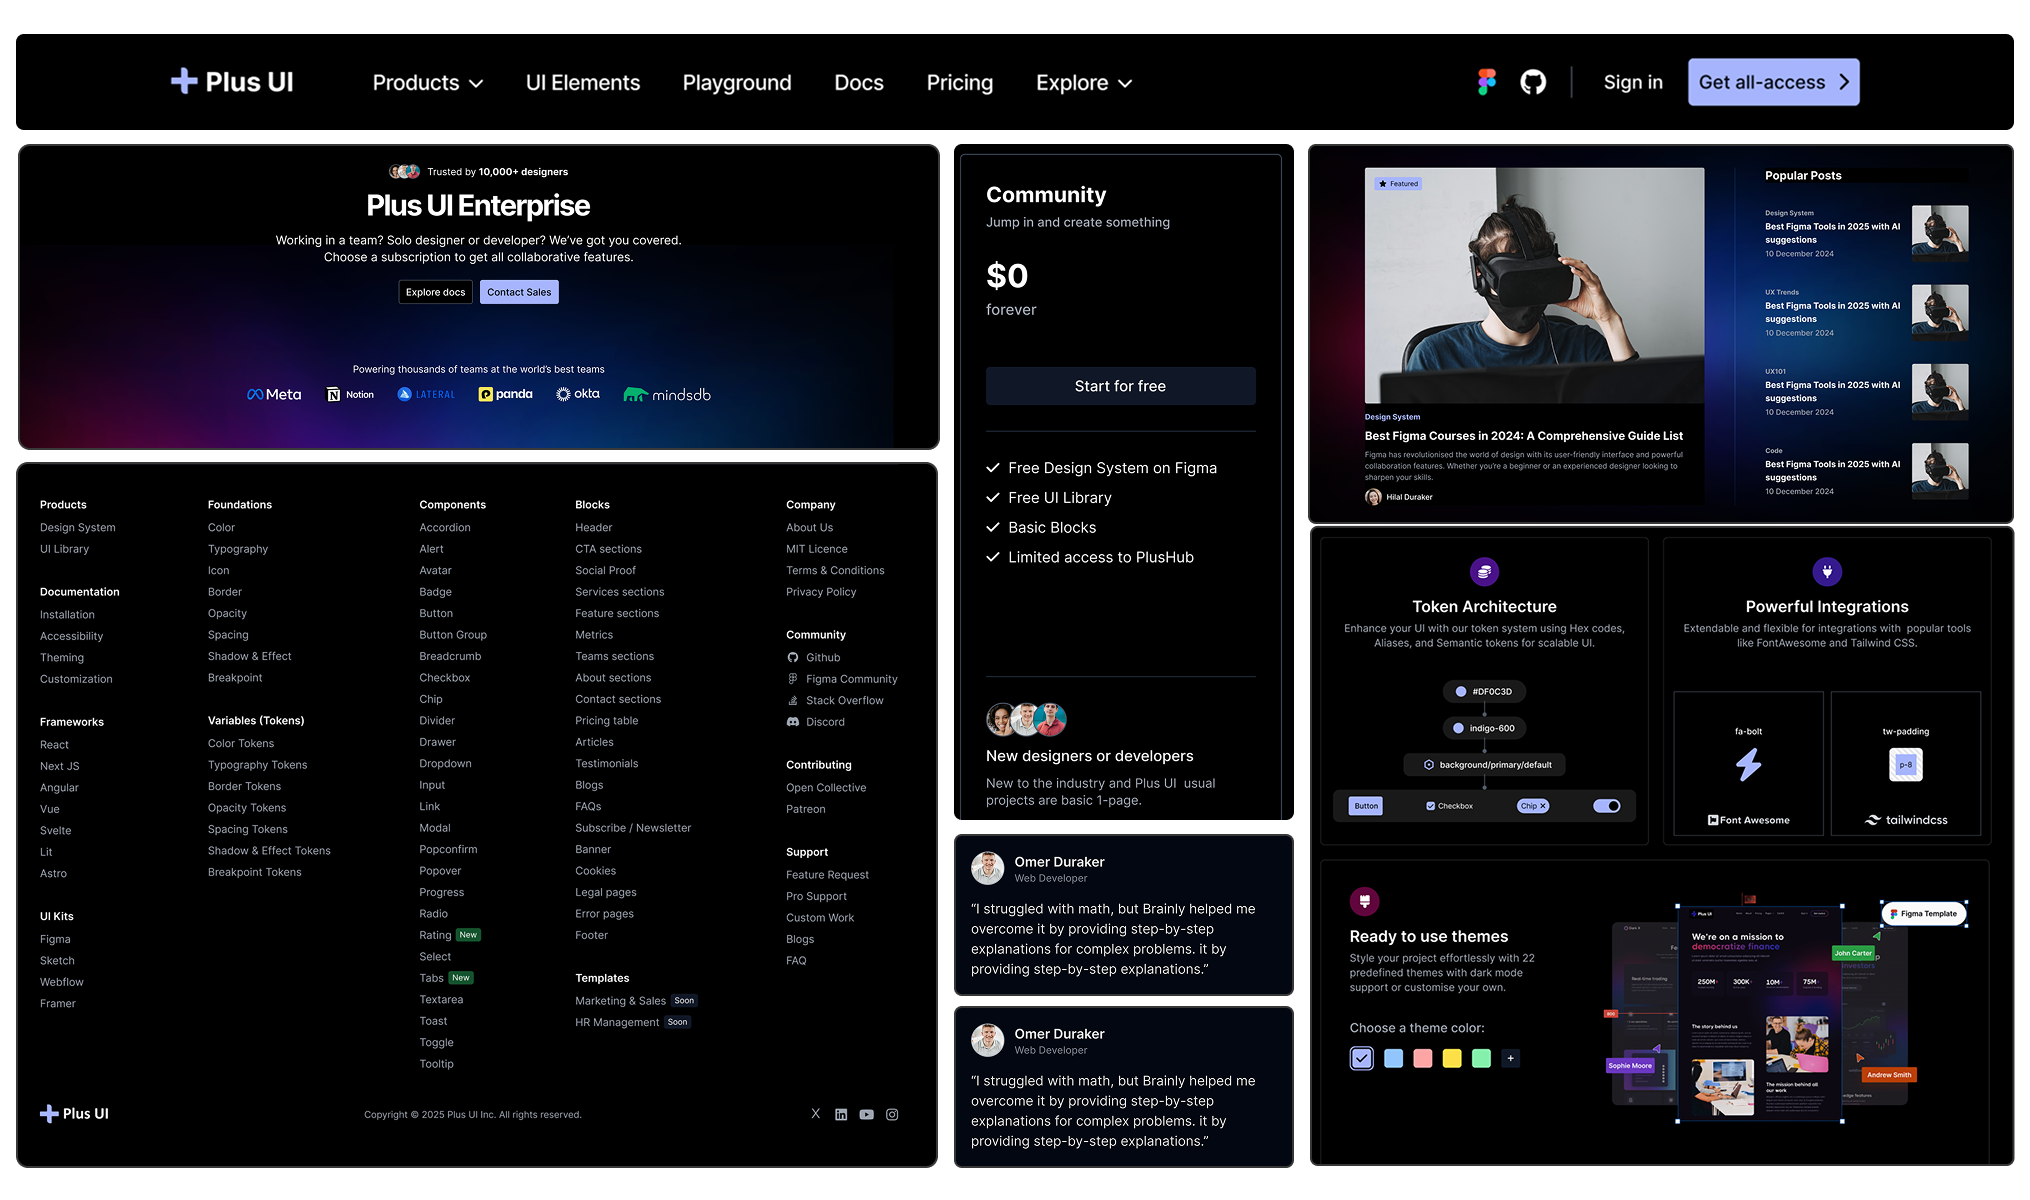 Plus UI
Products
UI Elements
Playground
Docs
Pricing
Explore
Sign in
Get all-access
Trusted by 10,000+ designers
Plus UI Enterprise
Working in a team? Solo designer or developer? We've got you covered.
Choose a subscription to get all collaborative features.
Explore docs
Contact Sales
Powering thousands of teams at the world's best teams
Meta
Notion
LATERAL
panda
okta
mindsdb
Products
Design System
UI Library
Documentation
Installation
Accessibility
Theming
Customization
Frameworks
React
Next JS
Angular
Vue
Svelte
Lit
Astro
UI Kits
Figma
Sketch
Webflow
Framer
Foundations
Color
Typography
Icon
Border
Opacity
Spacing
Shadow & Effect
Breakpoint
Variables (Tokens)
Color Tokens
Typography Tokens
Border Tokens
Opacity Tokens
Spacing Tokens
Shadow & Effect Tokens
Breakpoint Tokens
Components
Accordion
Alert
Avatar
Badge
Button
Button Group
Breadcrumb
Checkbox
Chip
Divider
Drawer
Dropdown
Input
Link
Modal
Popconfirm
Popover
Progress
Radio
Rating New
Select
Tabs New
Textarea
Toast
Toggle
Tooltip
Blocks
Header
CTA sections
Social Proof
Services sections
Feature sections
Metrics
Teams sections
About sections
Contact sections
Pricing table
Articles
Testimonials
Blogs
FAQs
Subscribe / Newsletter
Banner
Cookies
Legal pages
Error pages
Footer
Templates
Marketing & Sales Soon
HR Management Soon
Company
About Us
MIT Licence
Terms & Conditions
Privacy Policy
Community
Github
Figma Community
Stack Overflow
Discord
Contributing
Open Collective
Patreon
Support
Feature Request
Pro Support
Custom Work
Blogs
FAQ
Plus UI
Copyright © 2025 Plus UI Inc. All rights reserved.
Community
Jump in and create something
$0
forever
Start for free
Free Design System on Figma
Free UI Library
Basic Blocks
Limited access to PlusHub
New designers or developers
New to the industry and Plus UI usual
projects are basic 1-page.
Omer Duraker
Web Developer
“I struggled with math, but Brainly helped me
overcome it by providing step-by-step
explanations for complex problems. it by
providing step-by-step explanations.”
Omer Duraker
Web Developer
“I struggled with math, but Brainly helped me
overcome it by providing step-by-step
explanations for complex problems. it by
providing step-by-step explanations.”
Featured
Design System
Best Figma Courses in 2024: A Comprehensive Guide List
Figma has revolutionised the world of design with its user-friendly interface and powerful
collaboration features. Whether you're a beginner or an experienced designer looking to
sharpen your skills.
Hilal Duraker
Popular Posts
Design System
Best Figma Tools in 2025 with AI
suggestions
10 December 2024
UX Trends
Best Figma Tools in 2025 with AI
suggestions
10 December 2024
UX101
Best Figma Tools in 2025 with AI
suggestions
10 December 2024
Code
Best Figma Tools in 2025 with AI
suggestions
10 December 2024
Token Architecture
Enhance your UI with our token system using Hex codes,
Aliases, and Semantic tokens for scalable UI.
#DF0C3D
indigo-600
background/primary/default
Button
Checkbox
Chip
Powerful Integrations
Extendable and flexible for integrations with popular tools
like FontAwesome and Tailwind CSS.
fa-bolt
Font Awesome
tw-padding
p-8
tailwindcss
Ready to use themes
Style your project effortlessly with 22
predefined themes with dark mode
support or customise your own.
Choose a theme color:
Figma Template
Plus UI
We're on a mission to
democratize finance
250M
300K
10M
75M
The story behind us
The mission behind all
our work
John Carter
Sophie Moore
Andrew Smith